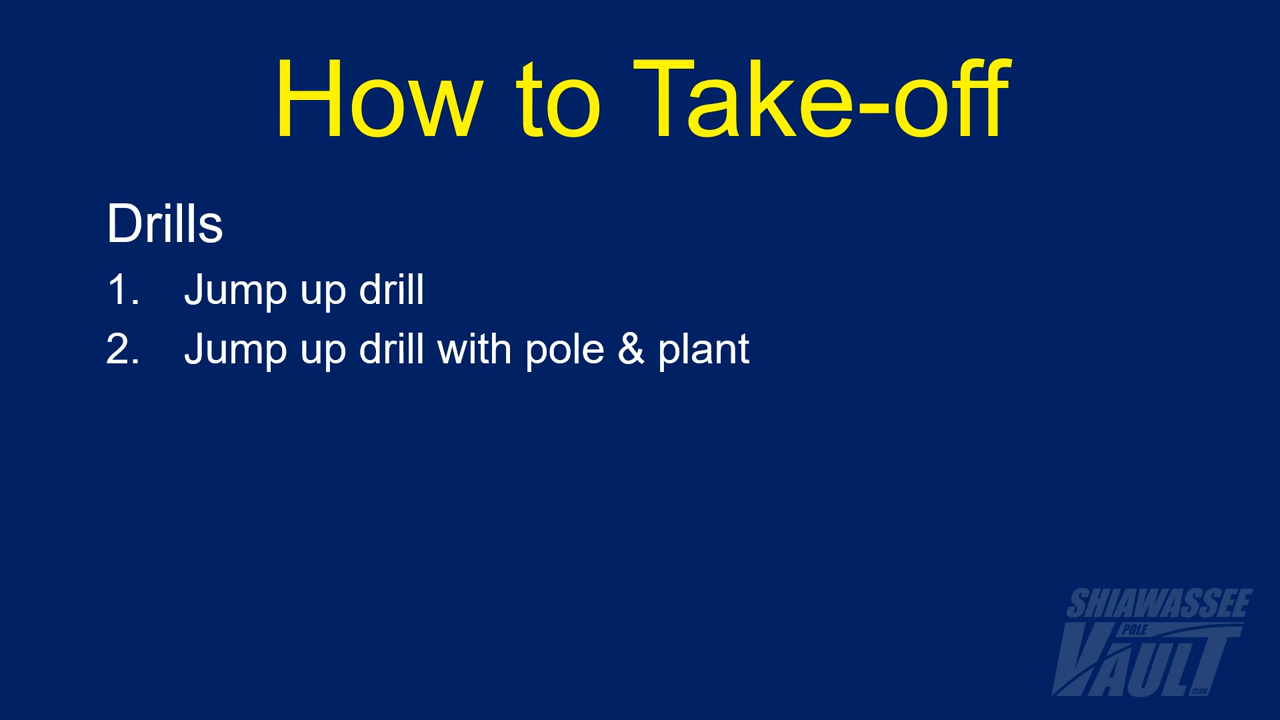 How to Take-off
Drills
1. Jump up drill
2. Jump up drill with pole & plant
SHIAWASSEE
POLE
VAULT
CLUB